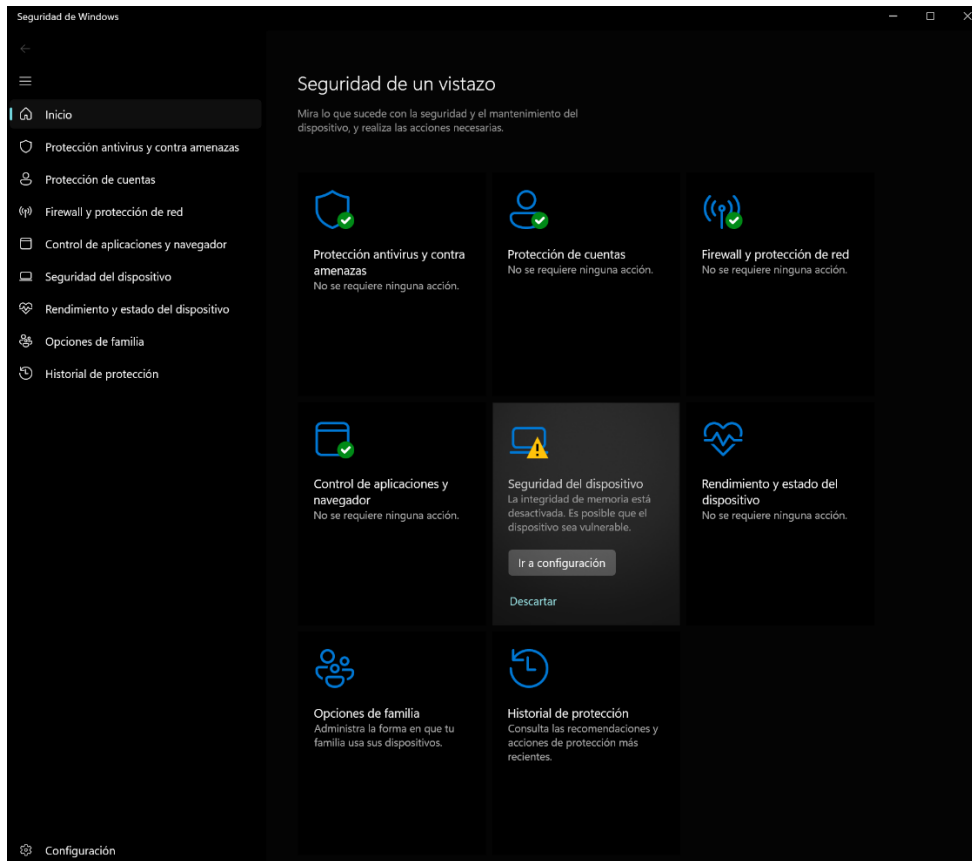 Seguridad de Windows
Inicio
Protección antivirus y contra amenazas
Protección de cuentas
Firewall y protección de red
Control de aplicaciones y navegador
Seguridad del dispositivo
Rendimiento y estado del dispositivo
Opciones de familia
Historial de protección
Configuración
Seguridad de un vistazo
Mira lo que sucede con la seguridad y el mantenimiento del
dispositivo, y realiza las acciones necesarias.
Protección antivirus y contra
amenazas
No se requiere ninguna acción.
Protección de cuentas
No se requiere ninguna acción.
Firewall y protección de red
No se requiere ninguna acción.
Control de aplicaciones y
navegador
No se requiere ninguna acción.
Seguridad del dispositivo
La integridad de memoria está
desactivada. Es posible que el
dispositivo sea vulnerable.
Ir a configuración
Descartar
Rendimiento y estado del
dispositivo
No se requiere ninguna acción.
Opciones de familia
Administra la forma en que tu
familia usa sus dispositivos.
Historial de protección
Consulta las recomendaciones y
acciones de protección más
recientes.